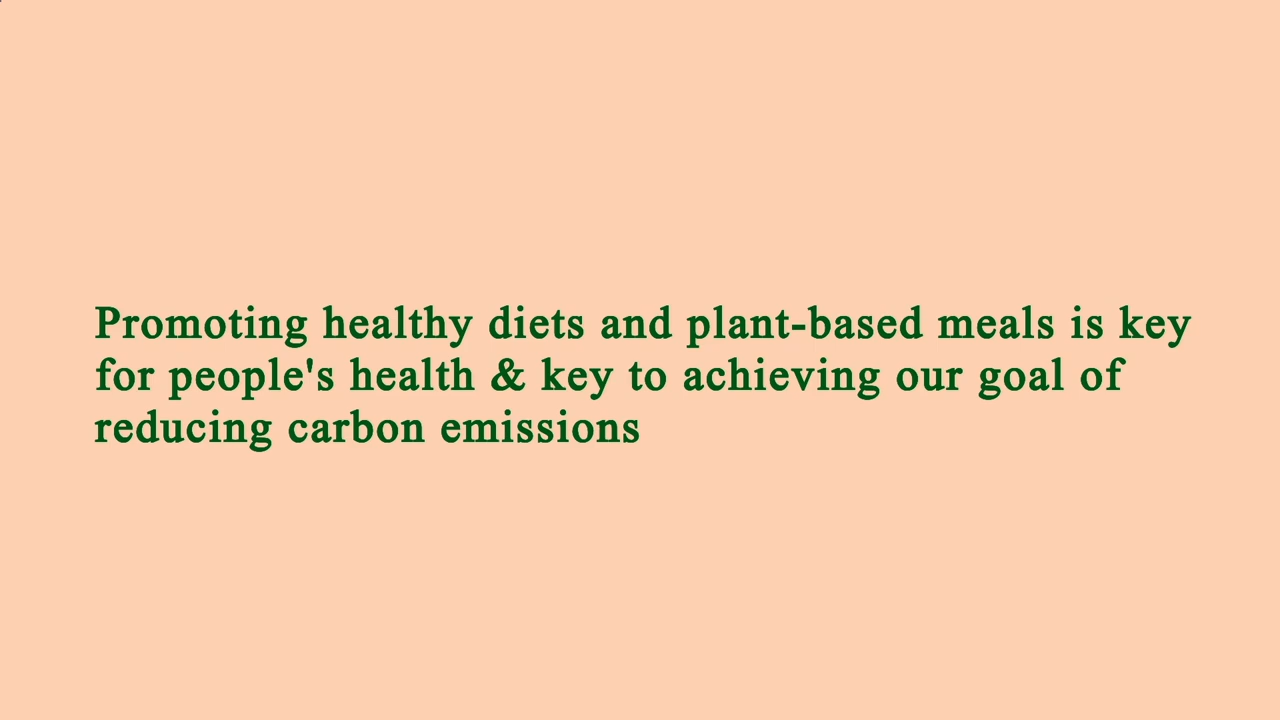 Promoting healthy diets and plant-based meals is key
for people's health & key to achieving our goal of
reducing carbon emissions